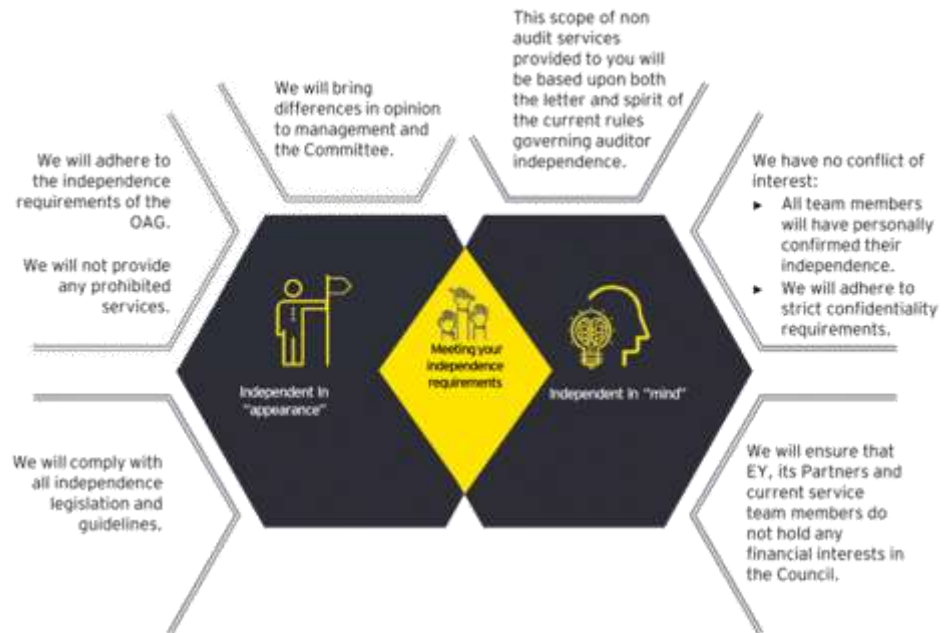 This scope of non
audit services
provided to you will
be based upon both
the letter and spirit of
the current rules
governing auditor
independence.
We will bring
differences in opinion
to management and
the Committee.
We will adhere to
the independence
requirements of the
OAG.
We will not provide
any prohibited
services.
We have no conflict of
interest:
► All team members
will have personally
confirmed their
independence.
► We will adhere to
strict confidentiality
requirements.
Meeting your
independence
requirements
Independent In
"appearance"
Independent In "mind"
We will comply with
all independence
legislation and
guidelines.
We will ensure that
EY, its Partners and
current service
team members do
not hold any
financial interests in
the Council.